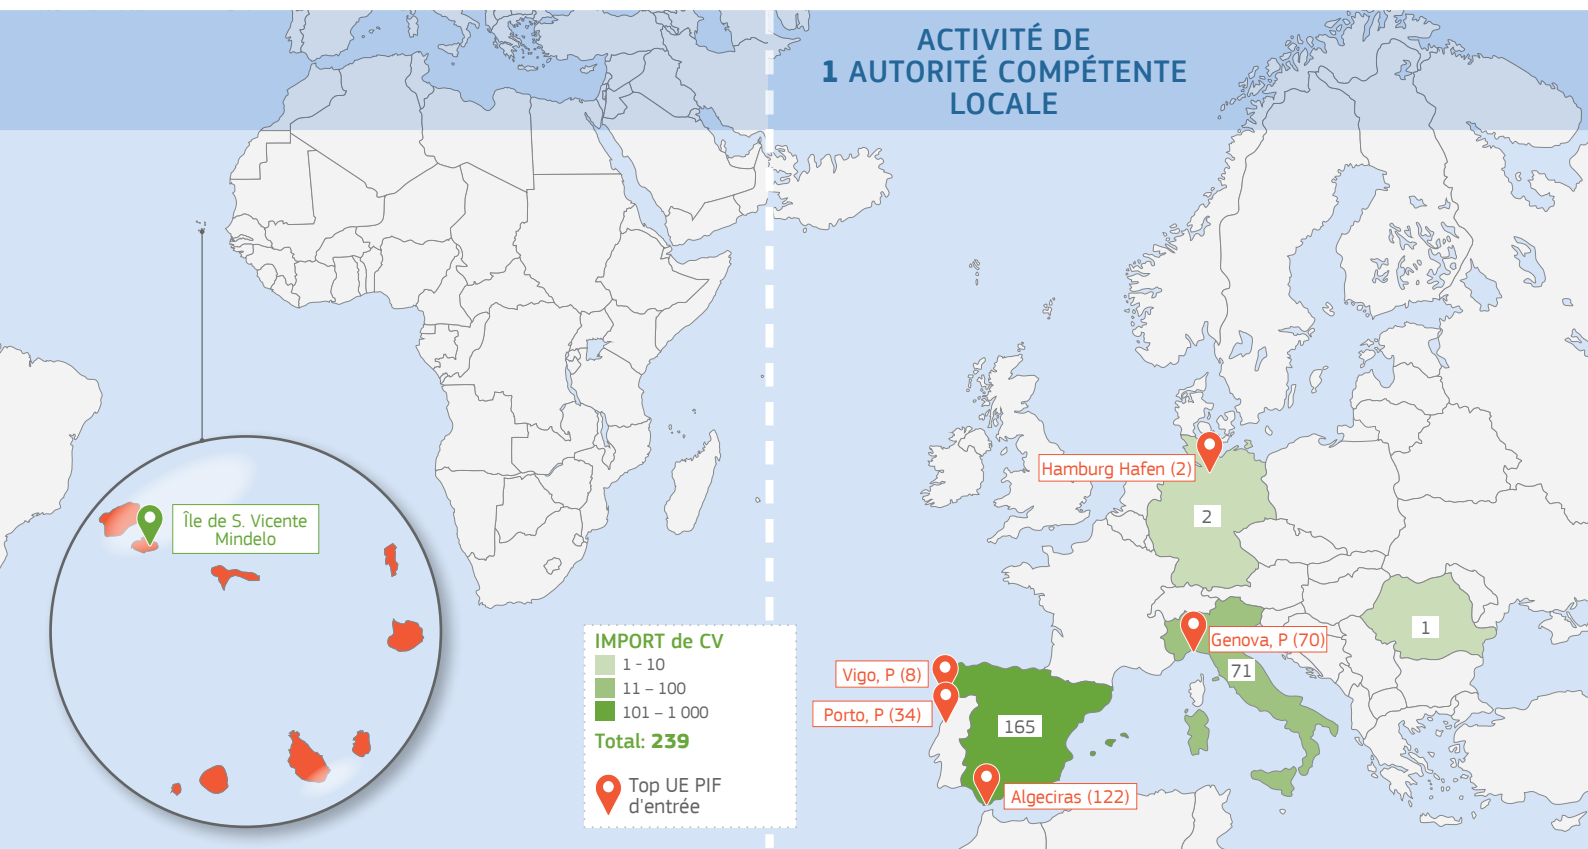 ACTIVITÉ DE
1 AUTORITÉ COMPÉTENTE
LOCALE
Île de S. Vicente
Mindelo
IMPORT de CV
1 - 10
11 – 100
101 – 1 000
Total: 239
Top UE PIF
d'entrée
Hamburg Hafen (2)
2
1
Genova, P (70)
71
Vigo, P (8)
Porto, P (34)
165
Algeciras (122)